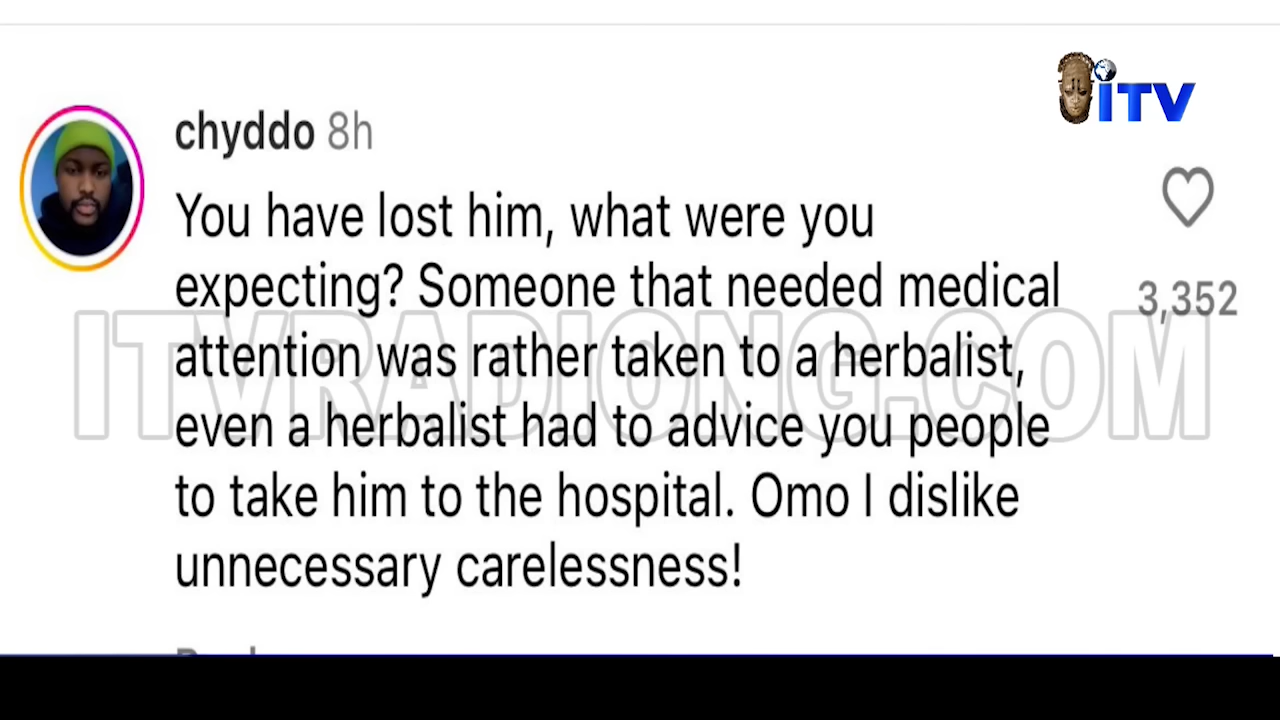 iTV
chyddo 8h
You have lost him, what were you
expecting? Someone that needed medical
3,352
attention was rather taken to a herbalist,
even a herbalist had to advice you people
to take him to the hospital. Omo I dislike
unnecessary carelessness!
ITVRADIONG.COM